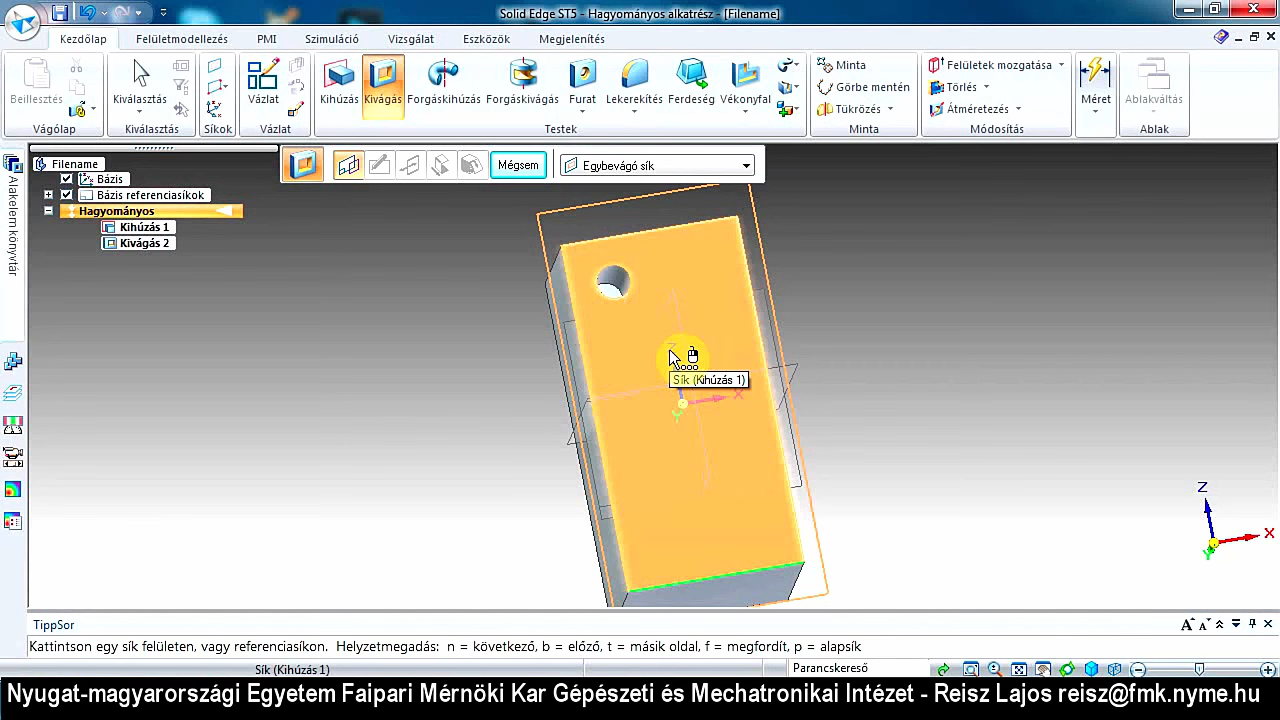 Solid Edge ST5 - Hagyományos alkatrész - [Filename]
Kezdőlap
Felületmodellezés
PMI
Szimuláció
Vizsgálat
Eszközök
Megjelenítés
Beillesztés
Kiválasztás
Vázlat
Kihúzás
Kivágás
Forgáskihúzás
Forgáskivágás
Furat
Lekerekítés
Ferdeség
Vékonyfal
Minta
Görbe mentén
Tükrözés
Felületek mozgatása
Törlés
Átméretezés
Méret
Ablakváltás
Vágólap
Kiválasztás
Síkok
Vázlat
Testek
Minta
Módosítás
Ablak
Alakelem könyvtár
Filename
Bázis
Bázis referenciasíkok
Hagyományos
Kihúzás 1
Kivágás 2
Mégsem
Egybevágó sík
Sík (Kihúzás 1)
Z
X
Y
Z
X
Y
TippSor
Kattintson egy sík felületen, vagy referenciasíkon. Helyzetmegadás: n = következő, b = előző, t = másik oldal, f = megfordít, p = alapsík
Sík (Kihúzás 1)
Parancskereső
Nyugat-magyarországi Egyetem Faipari Mérnöki Kar Gépészeti és Mechatronikai Intézet - Reisz Lajos reisz@fmk.nyme.hu